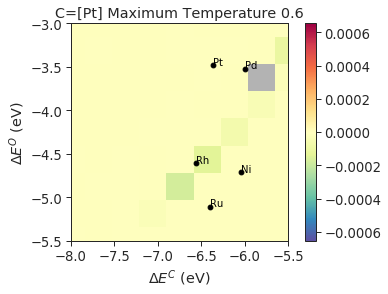 C=[Pt] Maximum Temperature 0.6
−3.0
−3.5
−4.0
−4.5
−5.0
−5.5
ΔE^O (eV)
Pt
Pd
Rh
Ni
Ru
−8.0 −7.5 −7.0 −6.5 −6.0 −5.5
ΔE^C (eV)
0.0006
0.0004
0.0002
0.0000
−0.0002
−0.0004
−0.0006